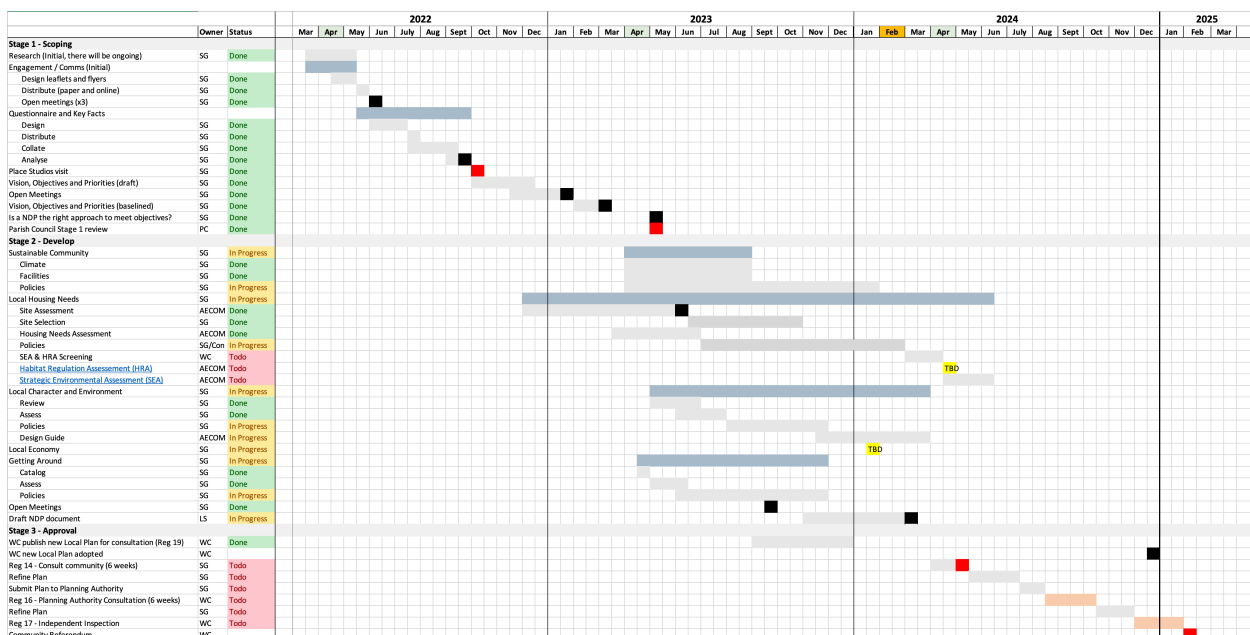 2022 2023 2024 2025
Owner Status Mar Apr May Jun July Aug Sept Oct Nov Dec Jan Feb Mar Apr May Jun July Aug Sept Oct Nov Dec Jan Feb Mar Apr May Jun July Aug Sept Oct Nov Dec Jan Feb Mar
Stage 1 - Scoping
Research (Initial, there will be ongoing) SG Done
Engagement / Comms (Initial)
Design leaflets and flyers SG Done
Distribute (paper and online) SG Done
Open meetings (x3) SG Done
Questionnaire and Key Facts
Design SG Done
Distribute SG Done
Collate SG Done
Analyse SG Done
Place Studios visit SG Done
Vision, Objectives and Priorities (draft) SG Done
Open Meetings SG Done
Vision, Objectives and Priorities (baselined) SG Done
Is a NDP the right approach to meet objectives? SG Done
Parish Council Stage 1 review PC Done
Stage 2 - Develop
Sustainable Community SG In Progress
Climate SG Done
Facilities SG Done
Policies SG In Progress
Local Housing Needs SG In Progress
Site Assessment AECOM Done
Site Selection SG Done
Housing Needs Assessment AECOM Done
Policies SG/Con In Progress
SEA & HRA Screening WC Todo
Habitat Regulation Assessement (HRA) AECOM Todo TBD
Strategic Environmental Assessment (SEA) AECOM Todo
Local Character and Environment SG In Progress
Review SG Done
Assess SG Done
Policies SG In Progress
Design Guide AECOM In Progress
Local Economy SG In Progress TBD
Getting Around SG In Progress
Catalog SG Done
Assess SG Done
Policies SG In Progress
Open Meetings SG Done
Draft NDP document LS In Progress
Stage 3 - Approval
WC publish new Local Plan for consultation (Reg 19) WC Done
WC new Local Plan adopted WC
Reg 14 - Consult community (6 weeks) SG Todo
Refine Plan SG Todo
Submit Plan to Planning Authority SG Todo
Reg 16 - Planning Authority Consultation (6 weeks) WC Todo
Refine Plan SG Todo
Reg 17 - Independent Inspection WC Todo
Community Referendum WC